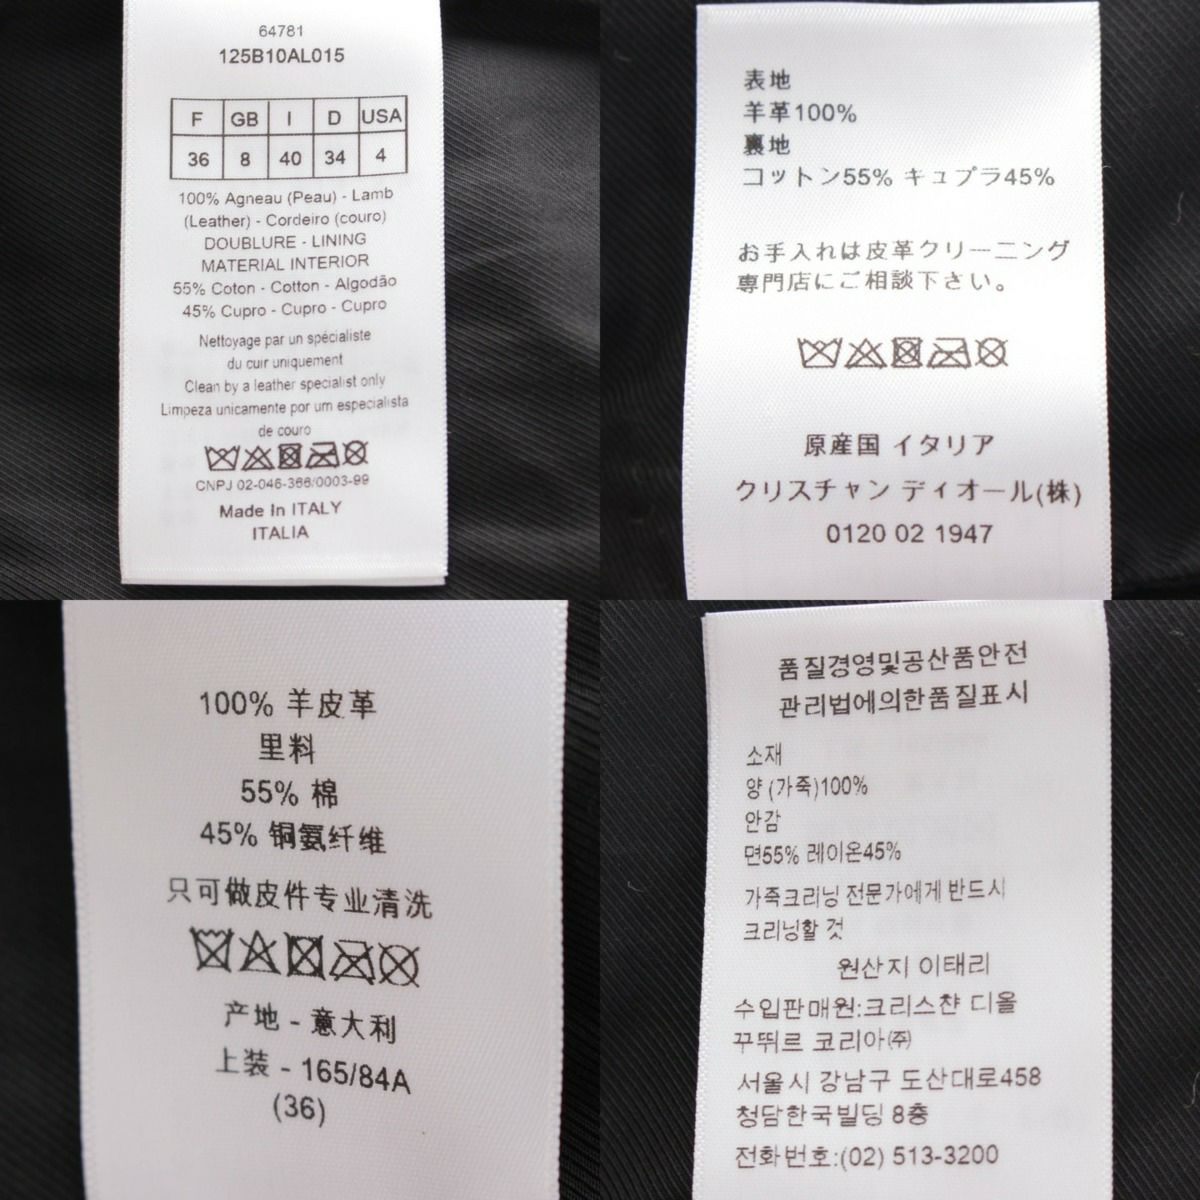 64781
125B10AL015
F GB I D USA
36 8 40 34 4
100% Agneau (Peau) - Lamb
(Leather) - Cordeiro (couro)
DOUBLURE - LINING
MATERIAL INTERIOR
55% Coton - Cotton - Algodão
45% Cupro - Cupro - Cupro
Nettoyage par un spécialiste
du cuir uniquement
Clean by a leather specialist only
Limpeza unicamente por um especialista
de couro
CNPJ 02-046-366/0003-99
Made In ITALY
ITALIA
表地
羊革100%
裏地
コットン55% キュプラ45%
お手入れは皮革クリーニング
専門店にご相談下さい。
原産国 イタリア
クリスチャン ディオール(株)
0120 02 1947
100% 羊皮革
里料
55% 棉
45% 铜氨纤维
只可做皮件专业清洗
产地 - 意大利
上装 - 165/84A
(36)
품질경영및공산품안전
관리법에의한품질표시
소재
양 (가죽)100%
안감
면55% 레이온45%
가죽크리닝 전문가에게 반드시
크리닝할 것
원산지 이태리
수입판매원:크리스챤 디올
꾸뛰르 코리아㈜
서울시 강남구 도산대로458
청담한국빌딩 8층
전화번호:(02) 513-3200